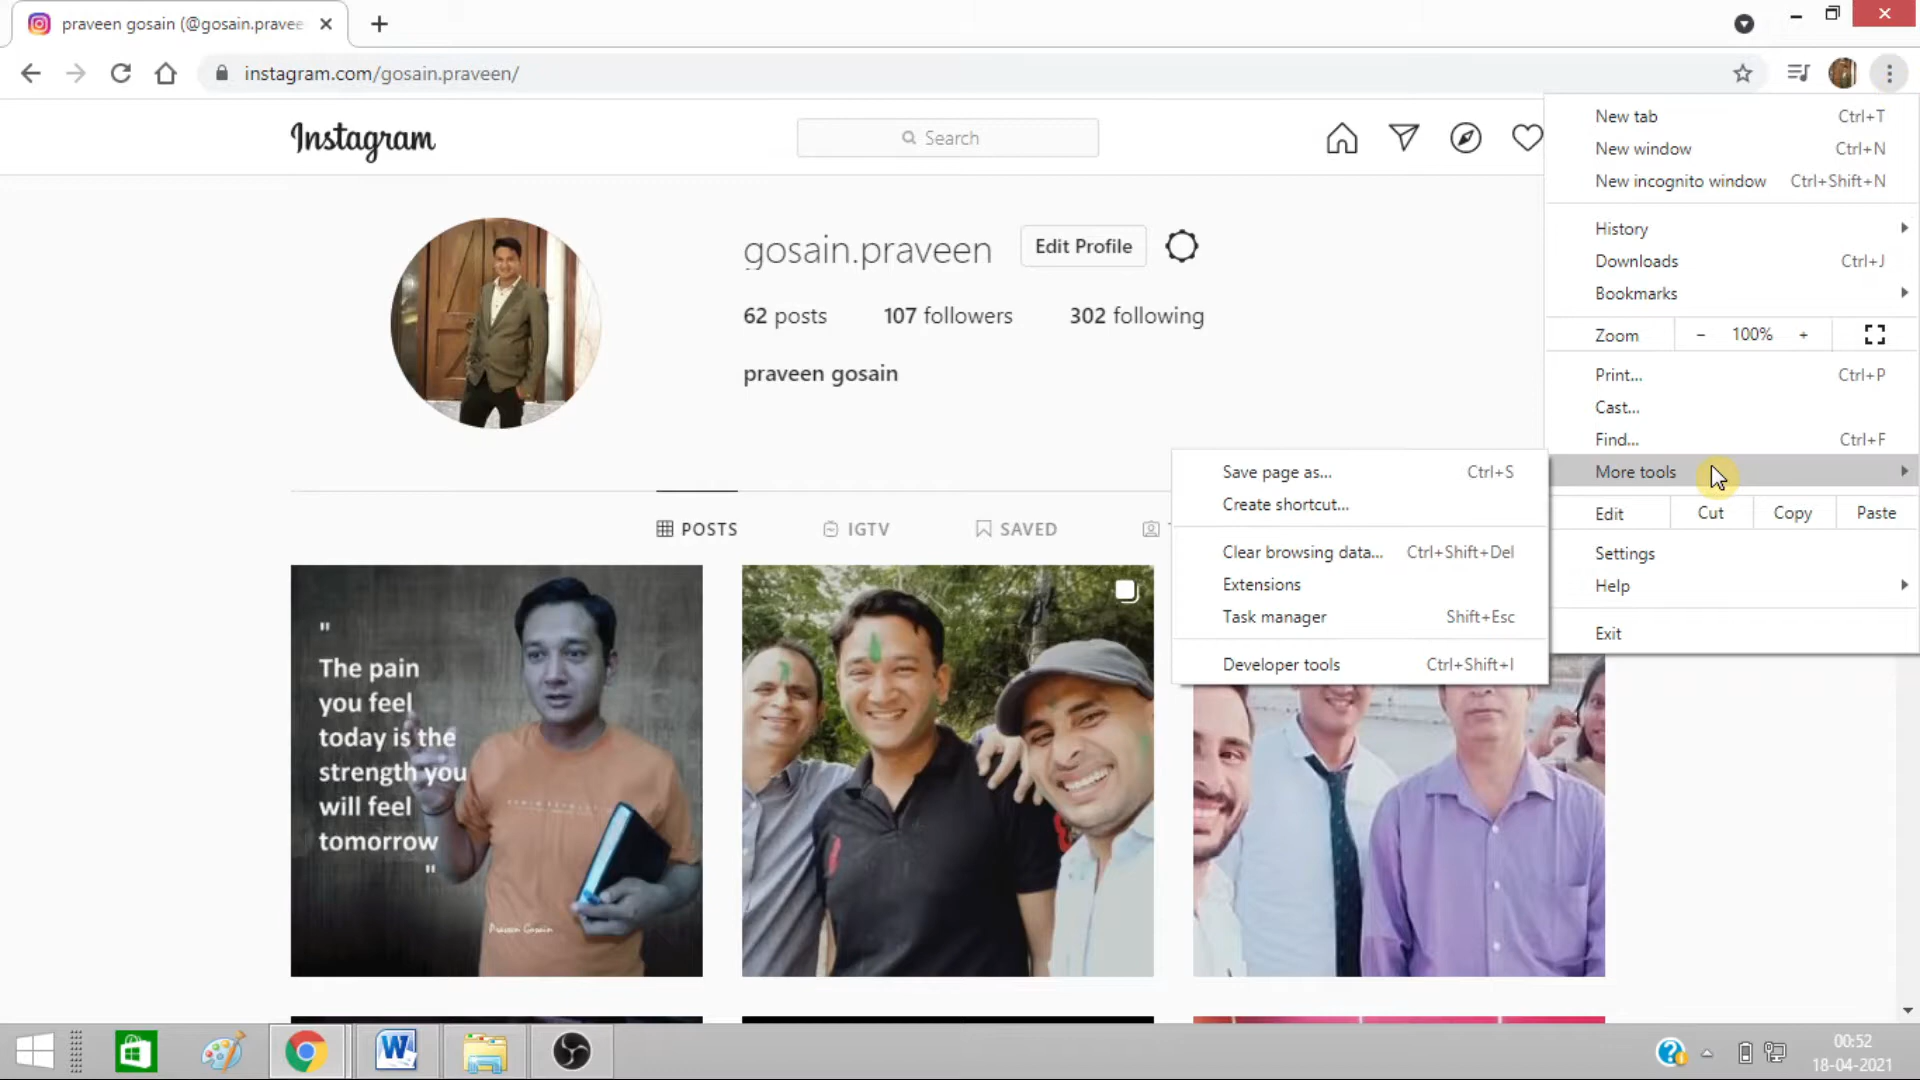 praveen gosain (@gosain.pravee
instagram.com/gosain.praveen/
Instagram
Search
gosain.praveen
Edit Profile
62 posts
107 followers
302 following
praveen gosain
POSTS
IGTV
SAVED
"
The pain
you feel
today is the
strength you
will feel
tomorrow
"
Praveen Gosain
New tab Ctrl+T
New window Ctrl+N
New incognito window Ctrl+Shift+N
History
Downloads Ctrl+J
Bookmarks
Zoom - 100% +
Print... Ctrl+P
Cast...
Find... Ctrl+F
More tools
Edit Cut Copy Paste
Settings
Help
Exit
Save page as... Ctrl+S
Create shortcut...
Clear browsing data... Ctrl+Shift+Del
Extensions
Task manager Shift+Esc
Developer tools Ctrl+Shift+I
00:52
18-04-2021